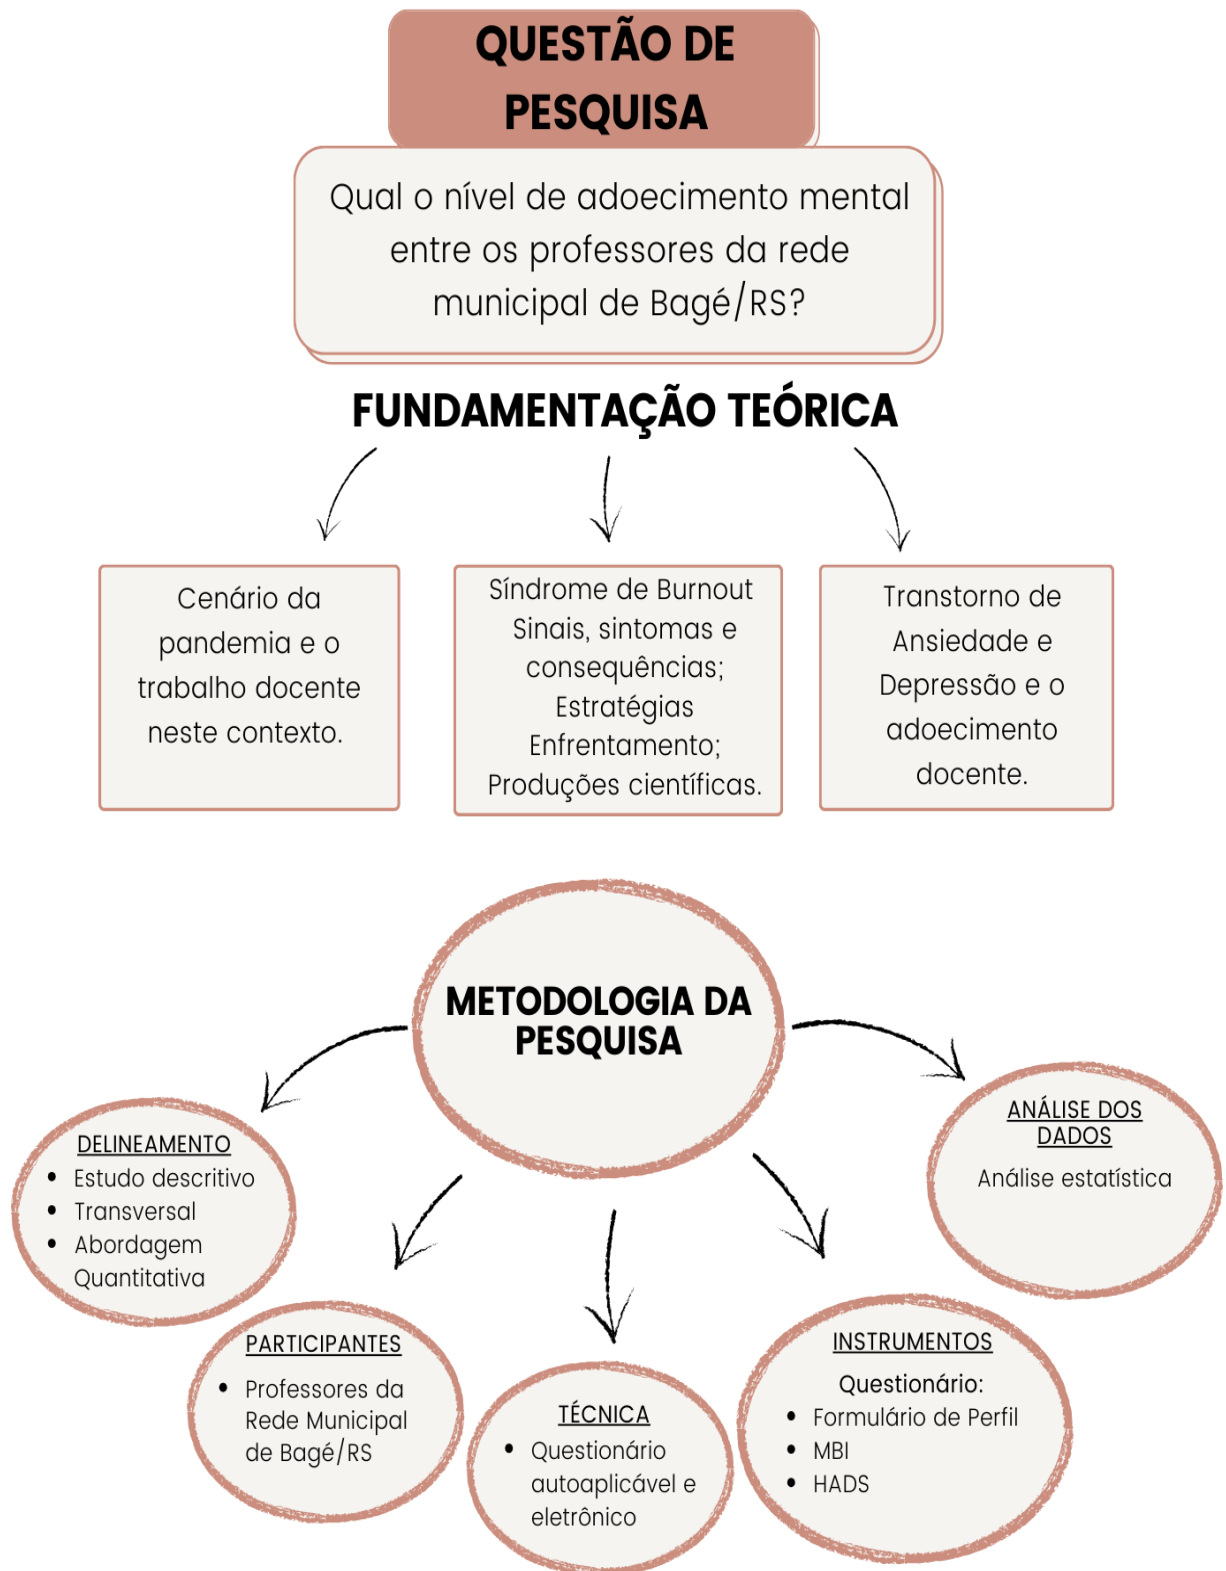 QUESTÃO DE
PESQUISA
Qual o nível de adoecimento mental
entre os professores da rede
municipal de Bagé/RS?
FUNDAMENTAÇÃO TEÓRICA
Cenário da
pandemia e o
trabalho docente
neste contexto.
Síndrome de Burnout
Sinais, sintomas e
consequências;
Estratégias
Enfrentamento;
Produções científicas.
Transtorno de
Ansiedade e
Depressão e o
adoecimento
docente.
METODOLOGIA DA
PESQUISA
DELINEAMENTO
• Estudo descritivo
• Transversal
• Abordagem
Quantitativa
PARTICIPANTES
• Professores da
Rede Municipal
de Bagé/RS
TÉCNICA
• Questionário
autoaplicável e
eletrônico
INSTRUMENTOS
Questionário:
• Formulário de Perfil
• MBI
• HADS
ANÁLISE DOS
DADOS
Análise estatística